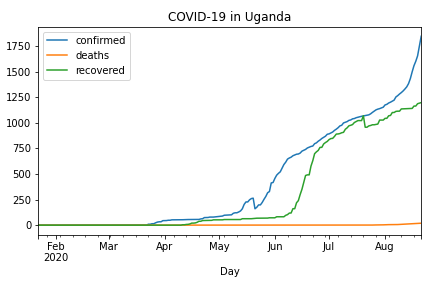 COVID-19 in Uganda
confirmed
deaths
recovered
1750
1500
1250
1000
750
500
250
0
Feb Mar Apr May Jun Jul Aug
2020
Day